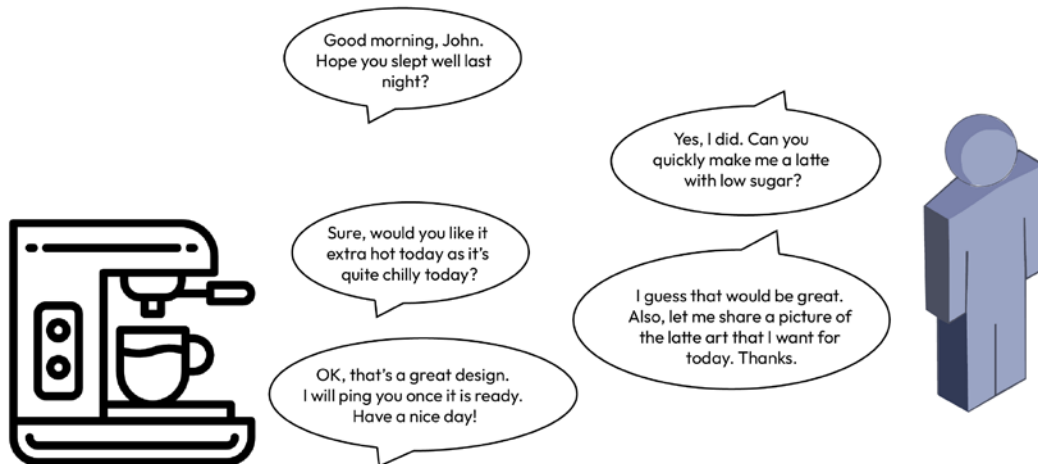 Good morning, John.
Hope you slept well last
night?
Yes, I did. Can you
quickly make me a latte
with low sugar?
Sure, would you like it
extra hot today as it's
quite chilly today?
I guess that would be great.
Also, let me share a picture of
the latte art that I want for
today. Thanks.
OK, that's a great design.
I will ping you once it is ready.
Have a nice day!